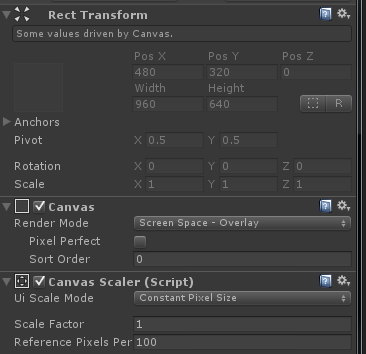 Rect Transform
Some values driven by Canvas.
Pos X Pos Y Pos Z
480 320 0
Width Height
960 640 R
Anchors
Pivot X 0.5 Y 0.5
Rotation X 0 Y 0 Z 0
Scale X 1 Y 1 Z 1
Canvas
Render Mode Screen Space - Overlay
Pixel Perfect
Sort Order 0
Canvas Scaler (Script)
Ui Scale Mode Constant Pixel Size
Scale Factor 1
Reference Pixels Per 100